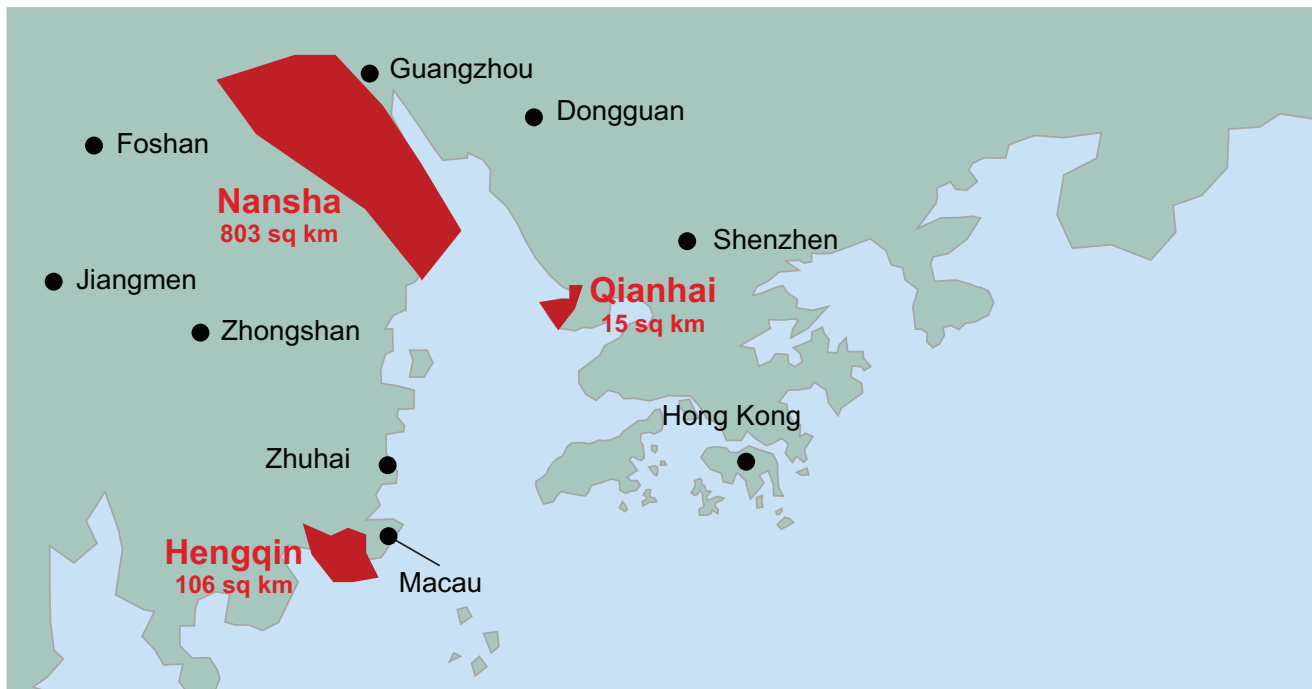 Guangzhou
Dongguan
Foshan
Nansha
803 sq km
Shenzhen
Jiangmen
Qianhai
15 sq km
Zhongshan
Hong Kong
Zhuhai
Hengqin
106 sq km
Macau